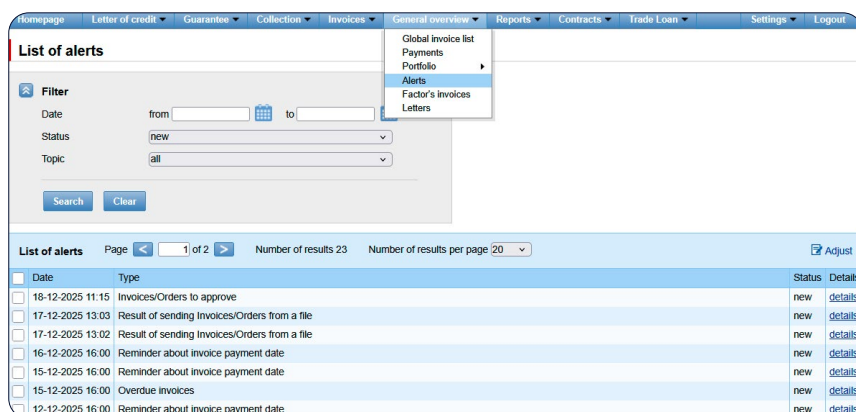 Homepage Letter of credit Guarantee Collection Invoices General overview Reports Contracts Trade Loan Settings Logout
List of alerts
Global invoice list
Payments
Portfolio
Alerts
Factor's invoices
Letters
Filter
Date from to
Status new
Topic all
Search Clear
List of alerts Page < 1 of 2 > Number of results 23 Number of results per page 20 Adjust
Date Type Status Details
18-12-2025 11:15 Invoices/Orders to approve new details
17-12-2025 13:03 Result of sending Invoices/Orders from a file new details
17-12-2025 13:02 Result of sending Invoices/Orders from a file new details
16-12-2025 16:00 Reminder about invoice payment date new details
15-12-2025 16:00 Reminder about invoice payment date new details
15-12-2025 16:00 Overdue invoices new details
12-12-2025 16:00 Reminder about invoice payment date new details